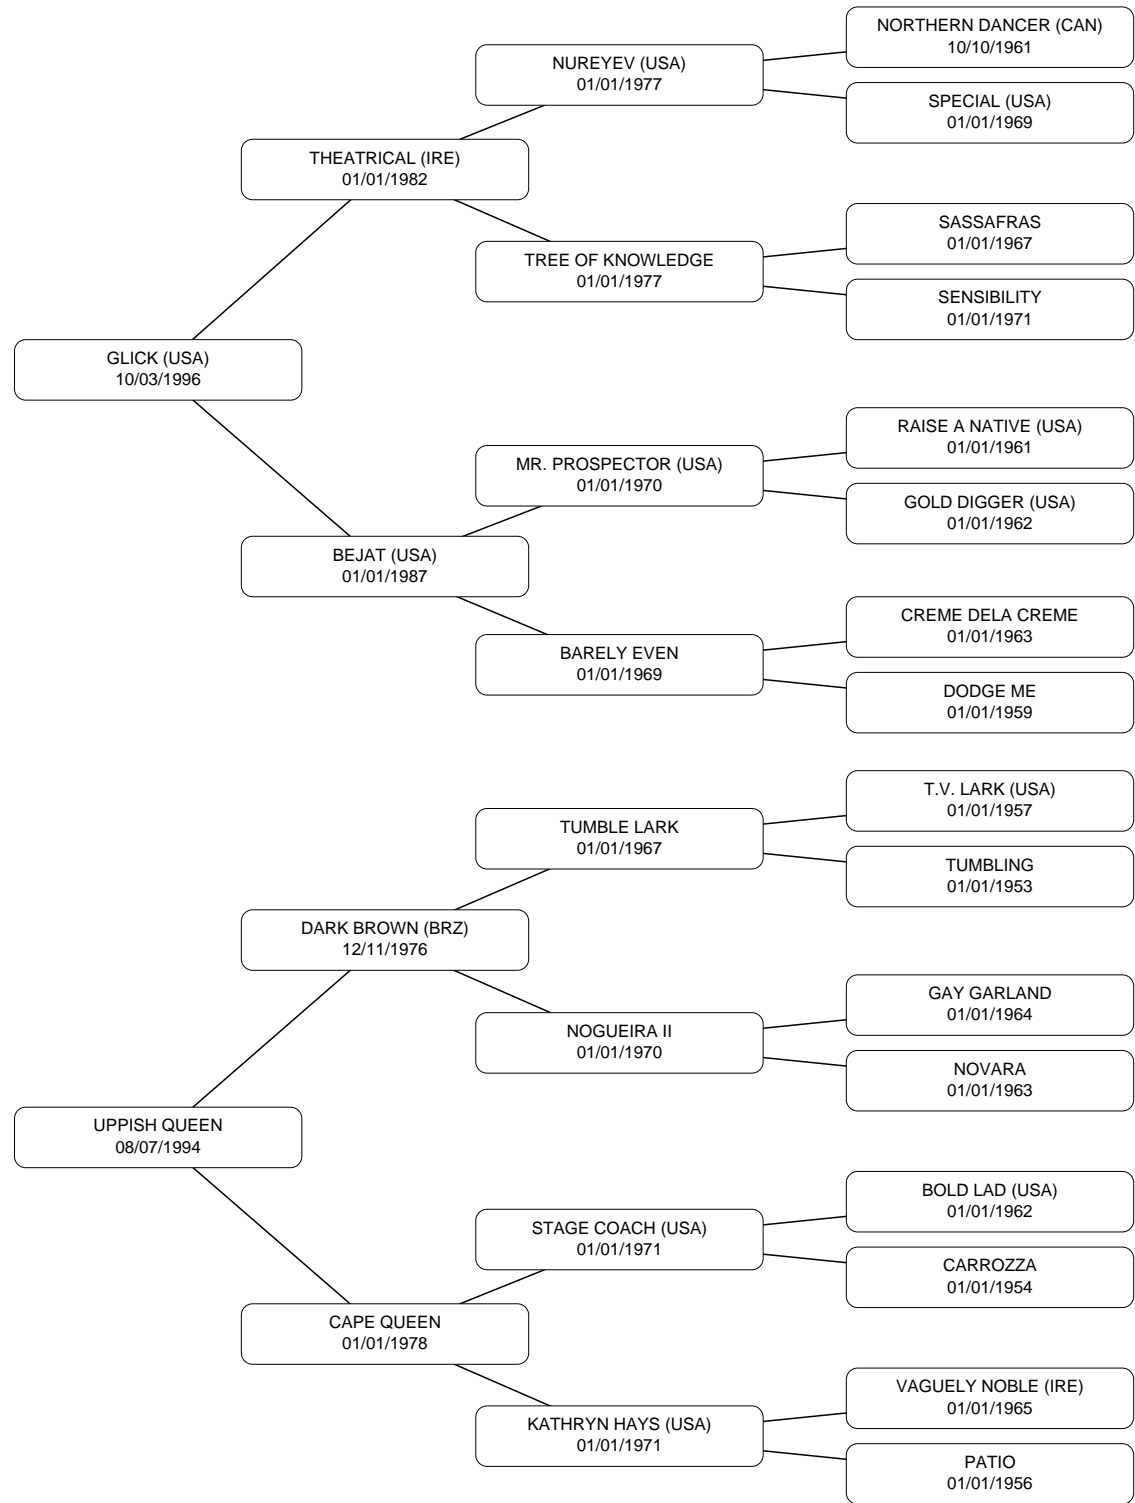 NORTHERN DANCER (CAN)
10/10/1961
NUREYEV (USA)
01/01/1977
SPECIAL (USA)
01/01/1969
THEATRICAL (IRE)
01/01/1982
SASSAFRAS
01/01/1967
TREE OF KNOWLEDGE
01/01/1977
SENSIBILITY
01/01/1971
GLICK (USA)
10/03/1996
RAISE A NATIVE (USA)
01/01/1961
MR. PROSPECTOR (USA)
01/01/1970
GOLD DIGGER (USA)
01/01/1962
BEJAT (USA)
01/01/1987
CREME DELA CREME
01/01/1963
BARELY EVEN
01/01/1969
DODGE ME
01/01/1959
T.V. LARK (USA)
01/01/1957
TUMBLE LARK
01/01/1967
TUMBLING
01/01/1953
DARK BROWN (BRZ)
12/11/1976
GAY GARLAND
01/01/1964
NOGUEIRA II
01/01/1970
NOVARA
01/01/1963
UPPISH QUEEN
08/07/1994
BOLD LAD (USA)
01/01/1962
STAGE COACH (USA)
01/01/1971
CARROZZA
01/01/1954
CAPE QUEEN
01/01/1978
VAGUELY NOBLE (IRE)
01/01/1965
KATHRYN HAYS (USA)
01/01/1971
PATIO
01/01/1956